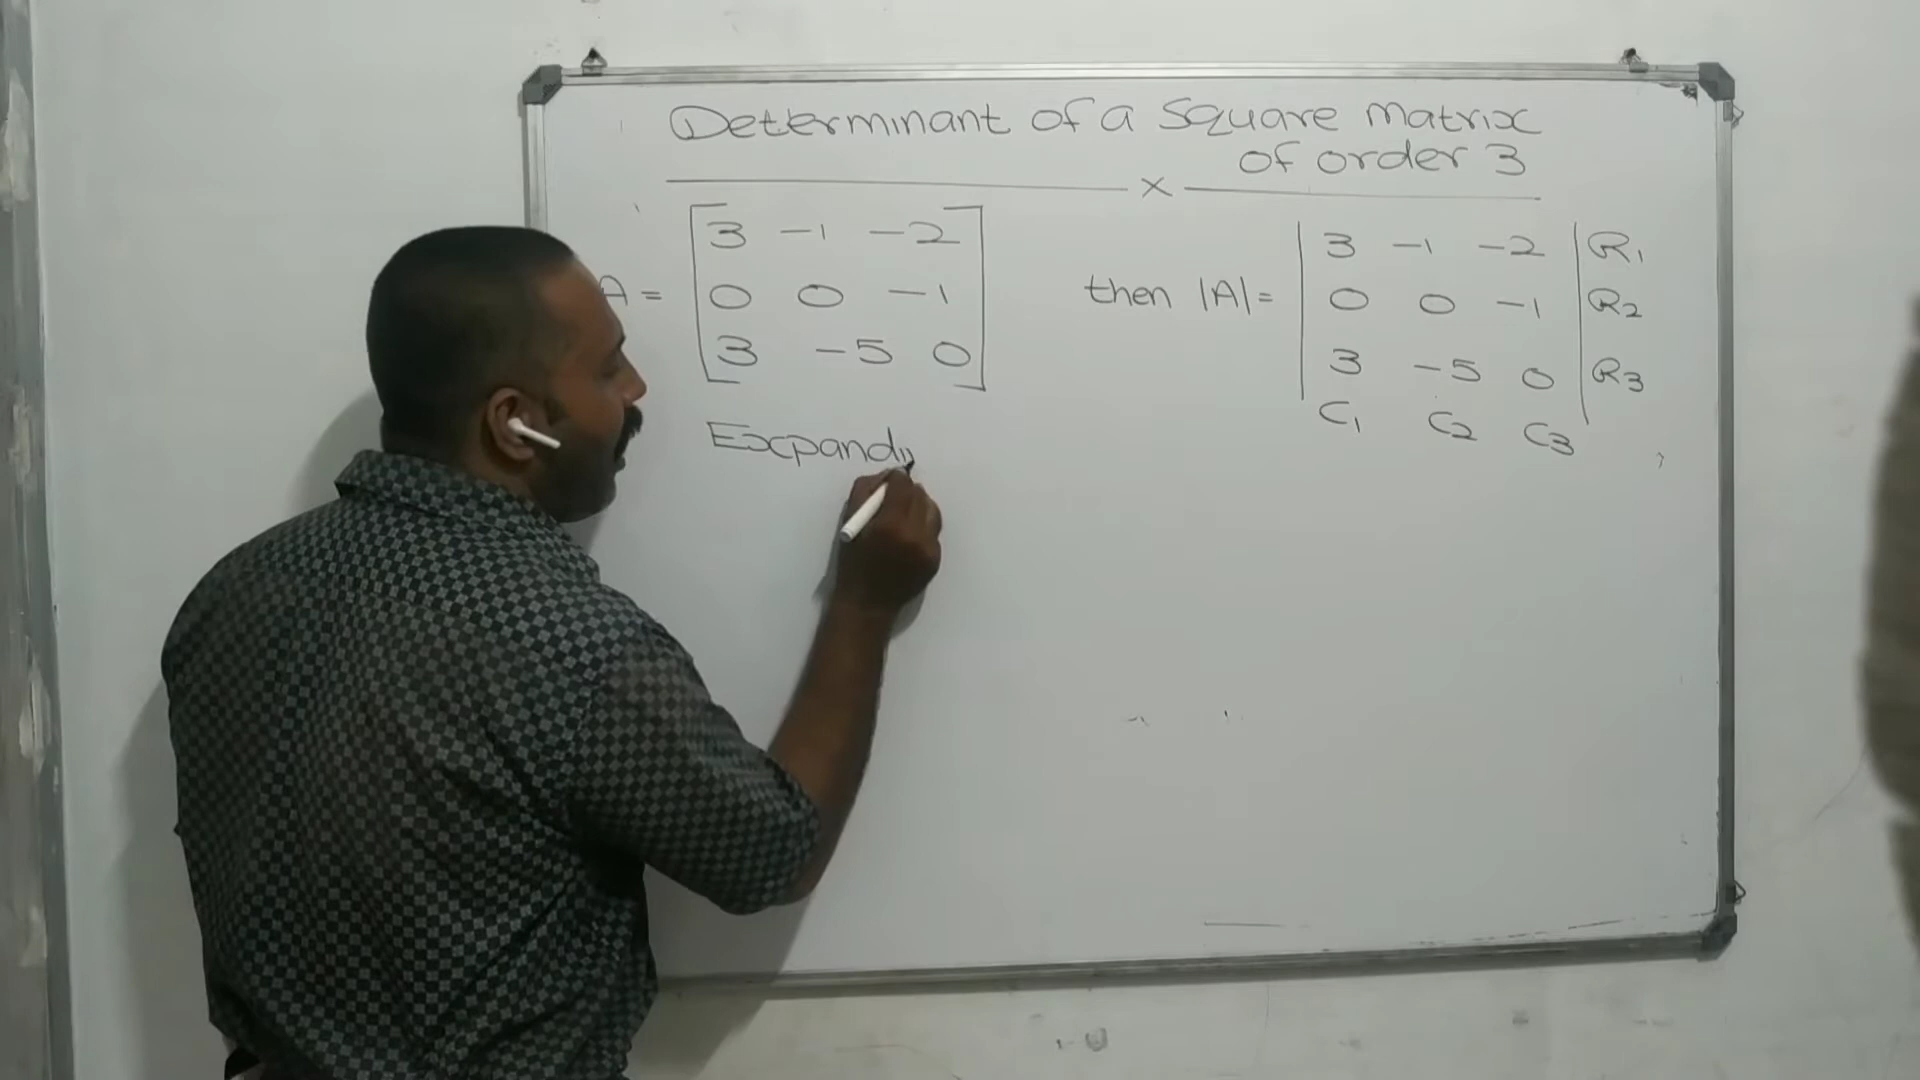 Determinant of a square matrix
of order 3
×
A = [ 3 -1 -2
0 0 -1
3 -5 0 ]
then |A| = | 3 -1 -2 | R1
0 0 -1 R2
3 -5 0 R3
C1 C2 C3
Expandi